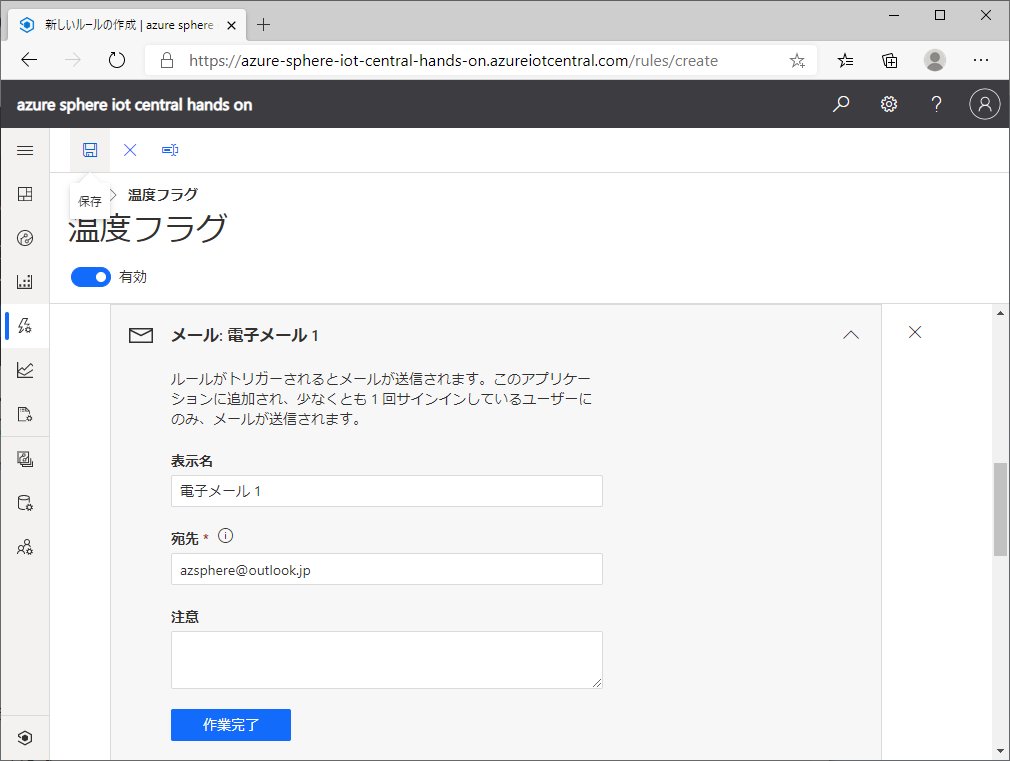 新しいルールの作成 | azure sphere
https://azure-sphere-iot-central-hands-on.azureiotcentral.com/rules/create
azure sphere iot central hands on
保存
温度フラグ
温度フラグ
有効
メール: 電子メール 1
ルールがトリガーされるとメールが送信されます。このアプリケー
ションに追加され、少なくとも 1 回サインインしているユーザーに
のみ、メールが送信されます。
表示名
電子メール 1
宛先 *
azsphere@outlook.jp
注意
作業完了